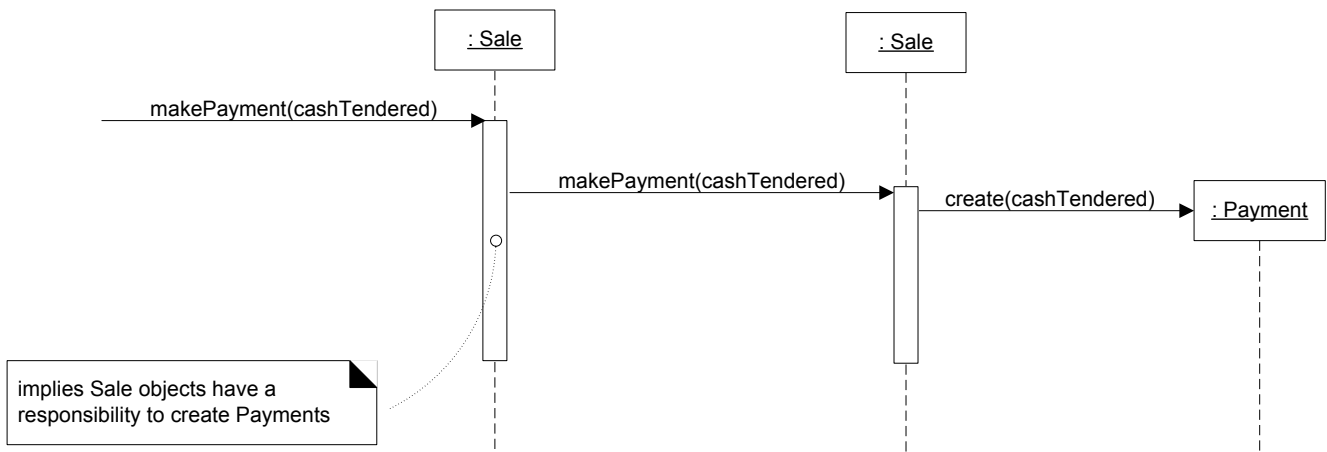 : Sale
: Sale
makePayment(cashTendered)
makePayment(cashTendered)
create(cashTendered)
: Payment
implies Sale objects have a
responsibility to create Payments